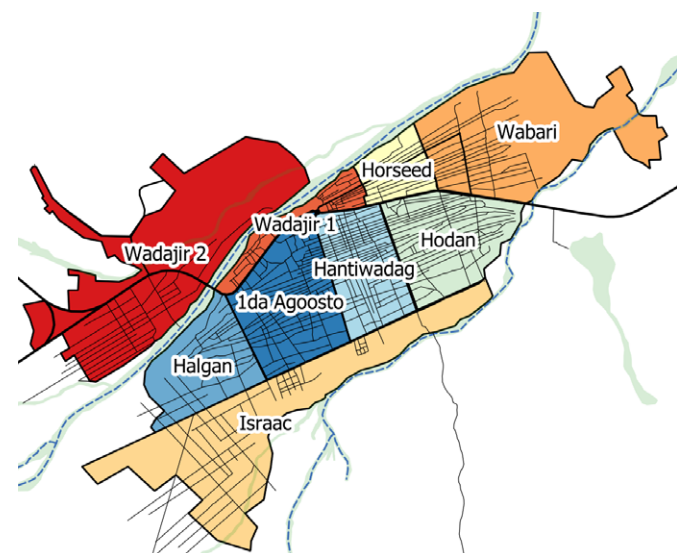 Wabari
Horseed
Wadajir 1
Hodan
Wadajir 2
Hantiwadag
1da Agoosto
Halgan
Israac